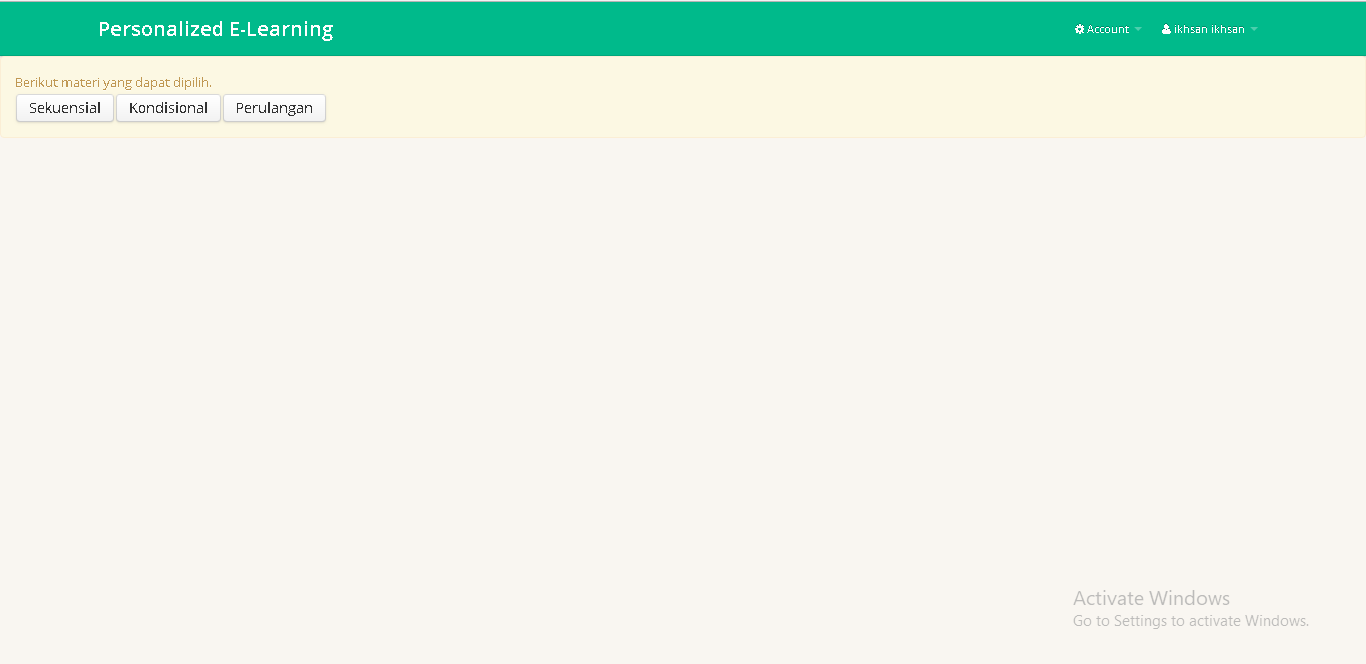 Personalized E-Learning
Account
ikhsan ikhsan
Berikut materi yang dapat dipilih.
Sekuensial Kondisional Perulangan
Activate Windows
Go to Settings to activate Windows.